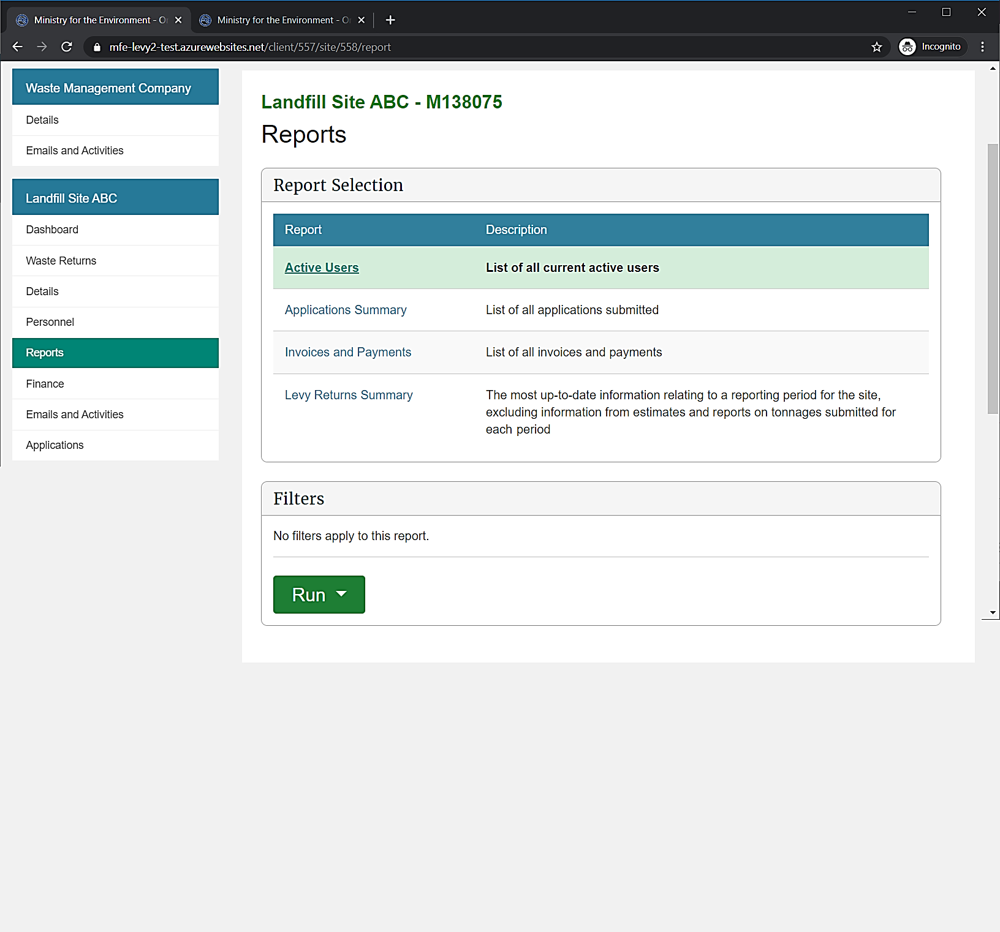 Ministry for the Environment - O
Ministry for the Environment - O
mfe-levy2-test.azurewebsites.net/client/557/site/558/report
Incognito
Waste Management Company
Details
Emails and Activities
Landfill Site ABC
Dashboard
Waste Returns
Details
Personnel
Reports
Finance
Emails and Activities
Applications
Landfill Site ABC - M138075
Reports
Report Selection
Report Description
Active Users List of all current active users
Applications Summary List of all applications submitted
Invoices and Payments List of all invoices and payments
Levy Returns Summary The most up-to-date information relating to a reporting period for the site,
excluding information from estimates and reports on tonnages submitted for
each period
Filters
No filters apply to this report.
Run